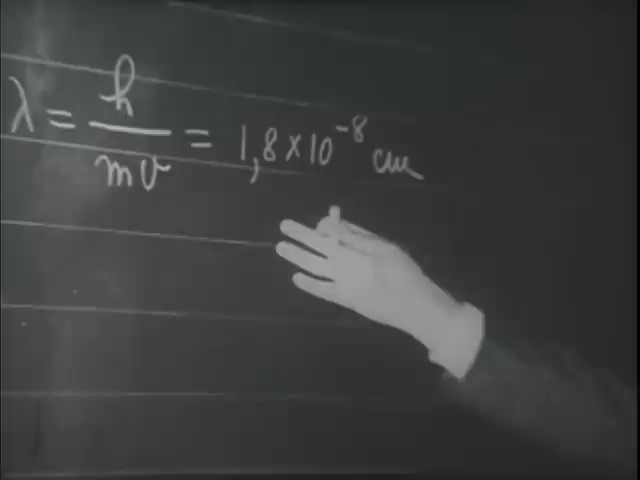 λ = h/mv = 1,8 × 10⁻⁸ cm